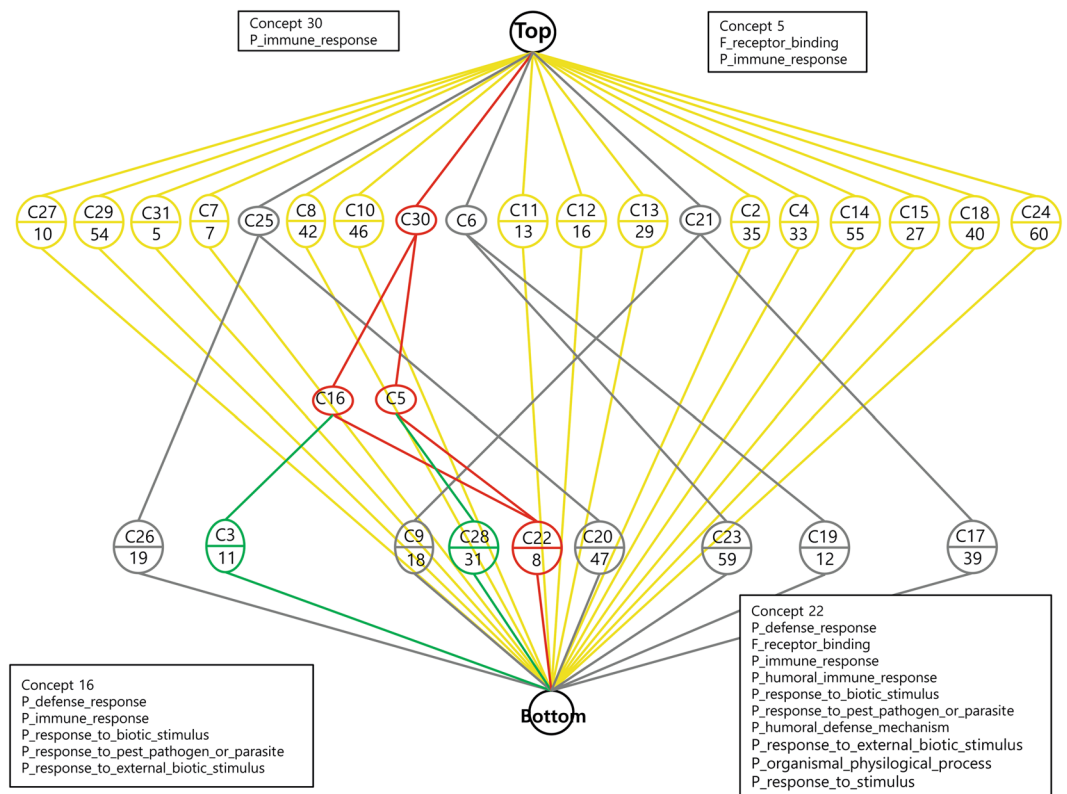 Concept 30
P_immune_response
Top
Concept 5
F_receptor_binding
P_immune_response
C27
10
C29
54
C31
5
C7
7
C25
C8
42
C10
46
C30
C6
C11
13
C12
16
C13
29
C21
C2
35
C4
33
C14
55
C15
27
C18
40
C24
60
C16
C5
C26
19
C3
11
C9
18
C28
31
C22
8
C20
47
C23
59
C19
12
C17
39
Bottom
Concept 16
P_defense_response
P_immune_response
P_response_to_biotic_stimulus
P_response_to_pest_pathogen_or_parasite
P_response_to_external_biotic_stimulus
Concept 22
P_defense_response
F_receptor_binding
P_immune_response
P_humoral_immune_response
P_response_to_biotic_stimulus
P_response_to_pest_pathogen_or_parasite
P_humoral_defense_mechanism
P_response_to_external_biotic_stimulus
P_organismal_physilogical_process
P_response_to_stimulus